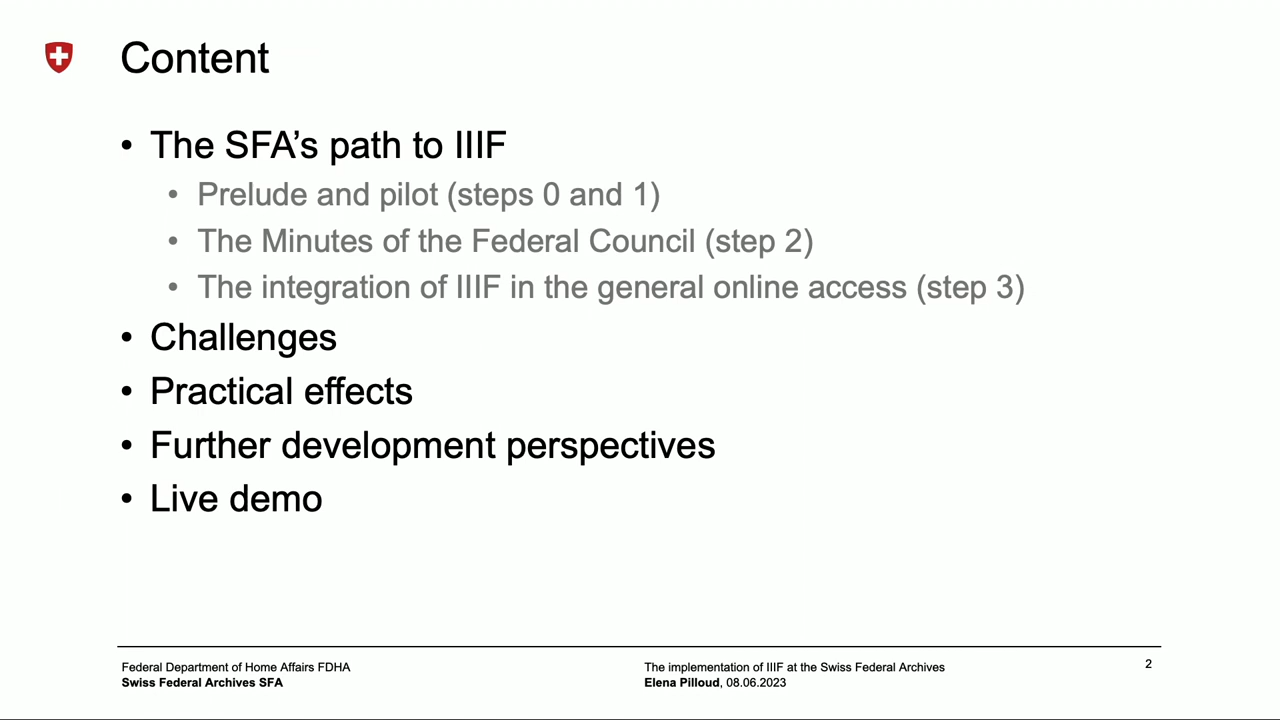 Content
• The SFA’s path to IIIF
• Prelude and pilot (steps 0 and 1)
• The Minutes of the Federal Council (step 2)
• The integration of IIIF in the general online access (step 3)
• Challenges
• Practical effects
• Further development perspectives
• Live demo
Federal Department of Home Affairs FDHA
Swiss Federal Archives SFA
The implementation of IIIF at the Swiss Federal Archives
Elena Pilloud, 08.06.2023
2